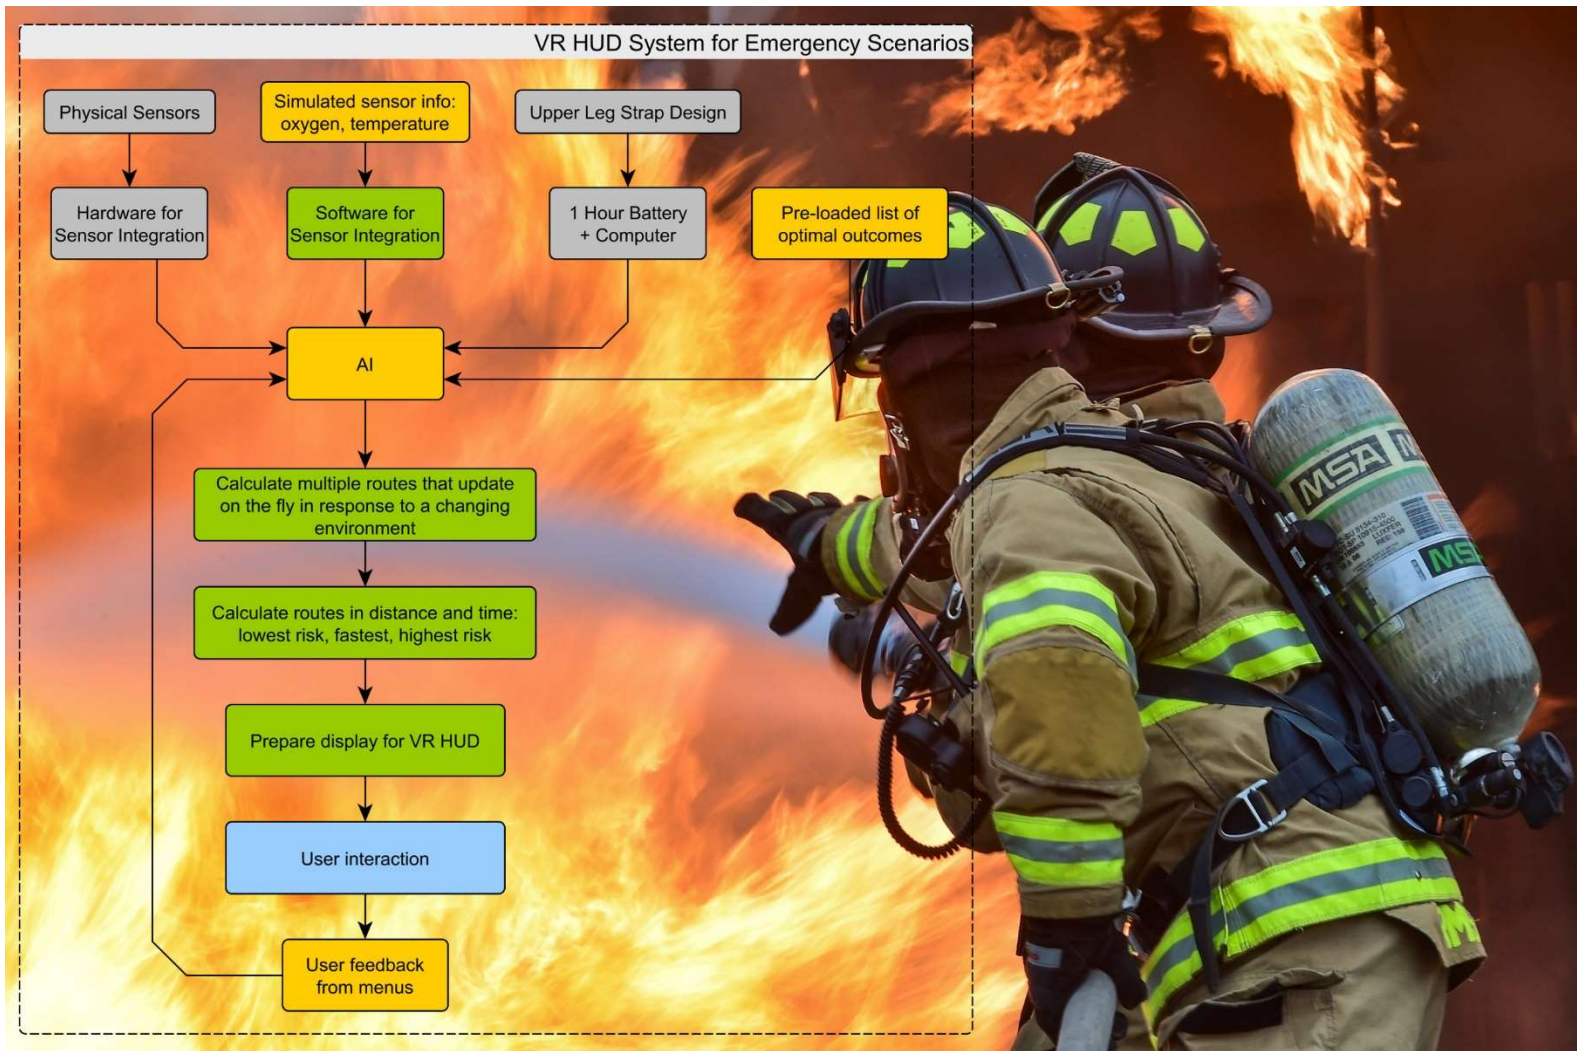 VR HUD System for Emergency Scenarios
Physical Sensors
Simulated sensor info:
oxygen, temperature
Upper Leg Strap Design
Hardware for
Sensor Integration
Software for
Sensor Integration
1 Hour Battery
+ Computer
Pre-loaded list of
optimal outcomes
AI
Calculate multiple routes that update
on the fly in response to a changing
environment
Calculate routes in distance and time:
lowest risk, fastest, highest risk
Prepare display for VR HUD
User interaction
User feedback
from menus
MSA
MSA
LUXFER
MSA